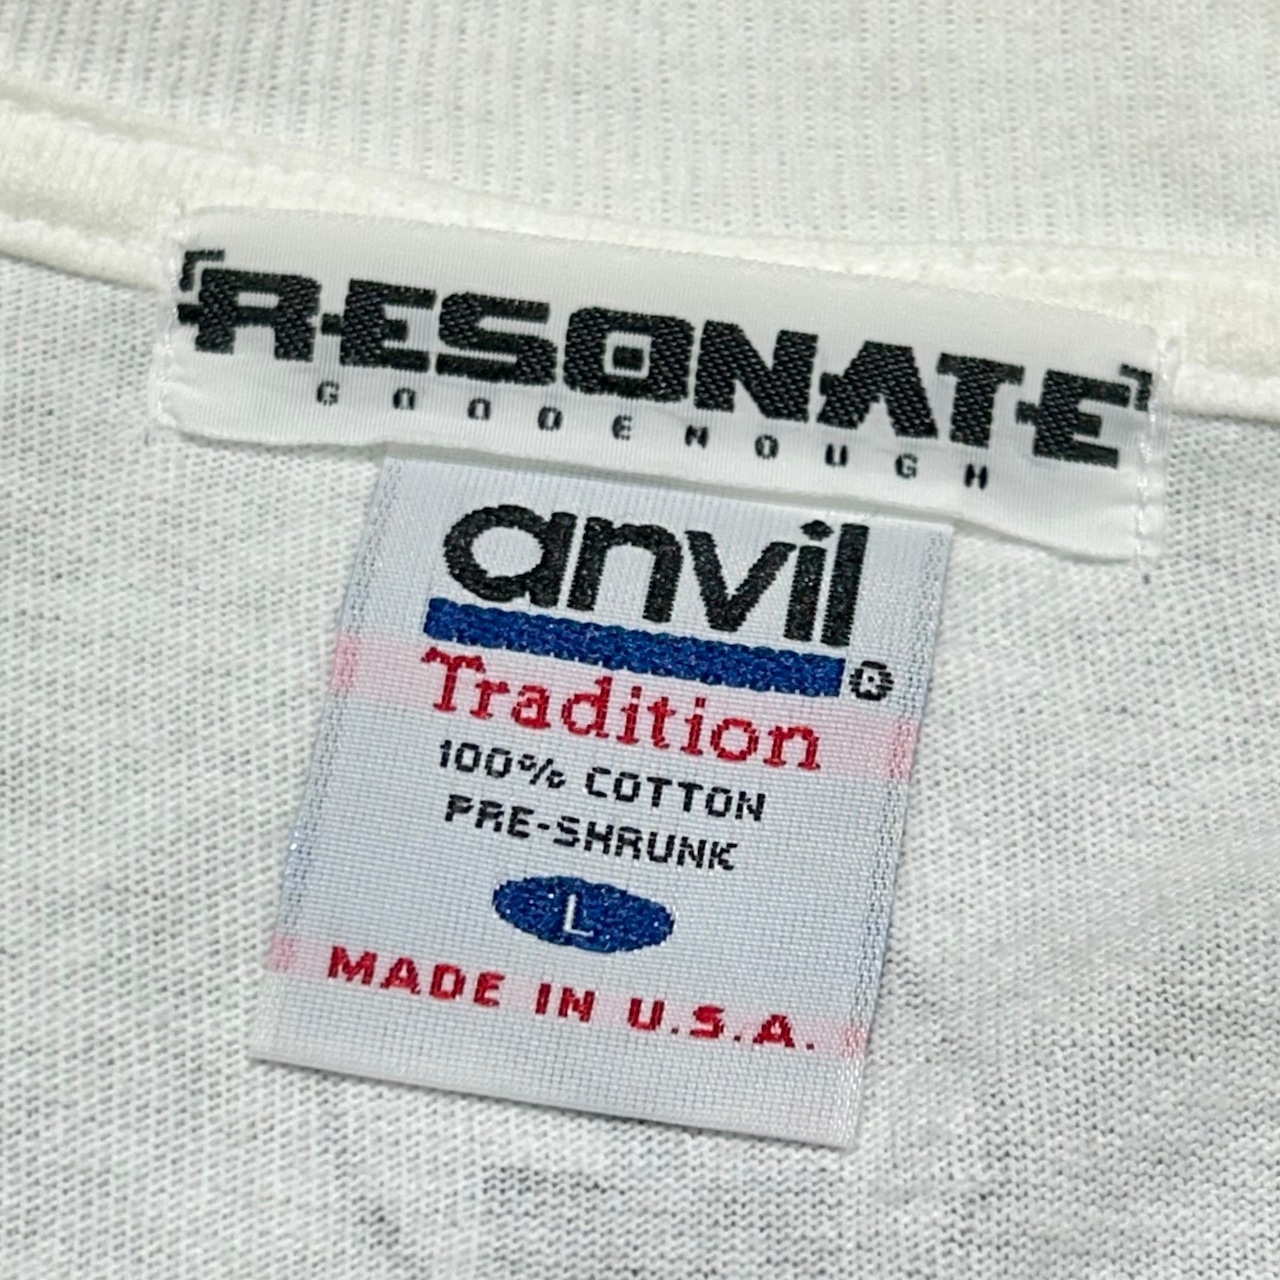 「RESONATE」
GOODENOUGH
anvil®
Tradition
100% COTTON
PRE-SHRUNK
L
MADE IN U.S.A.